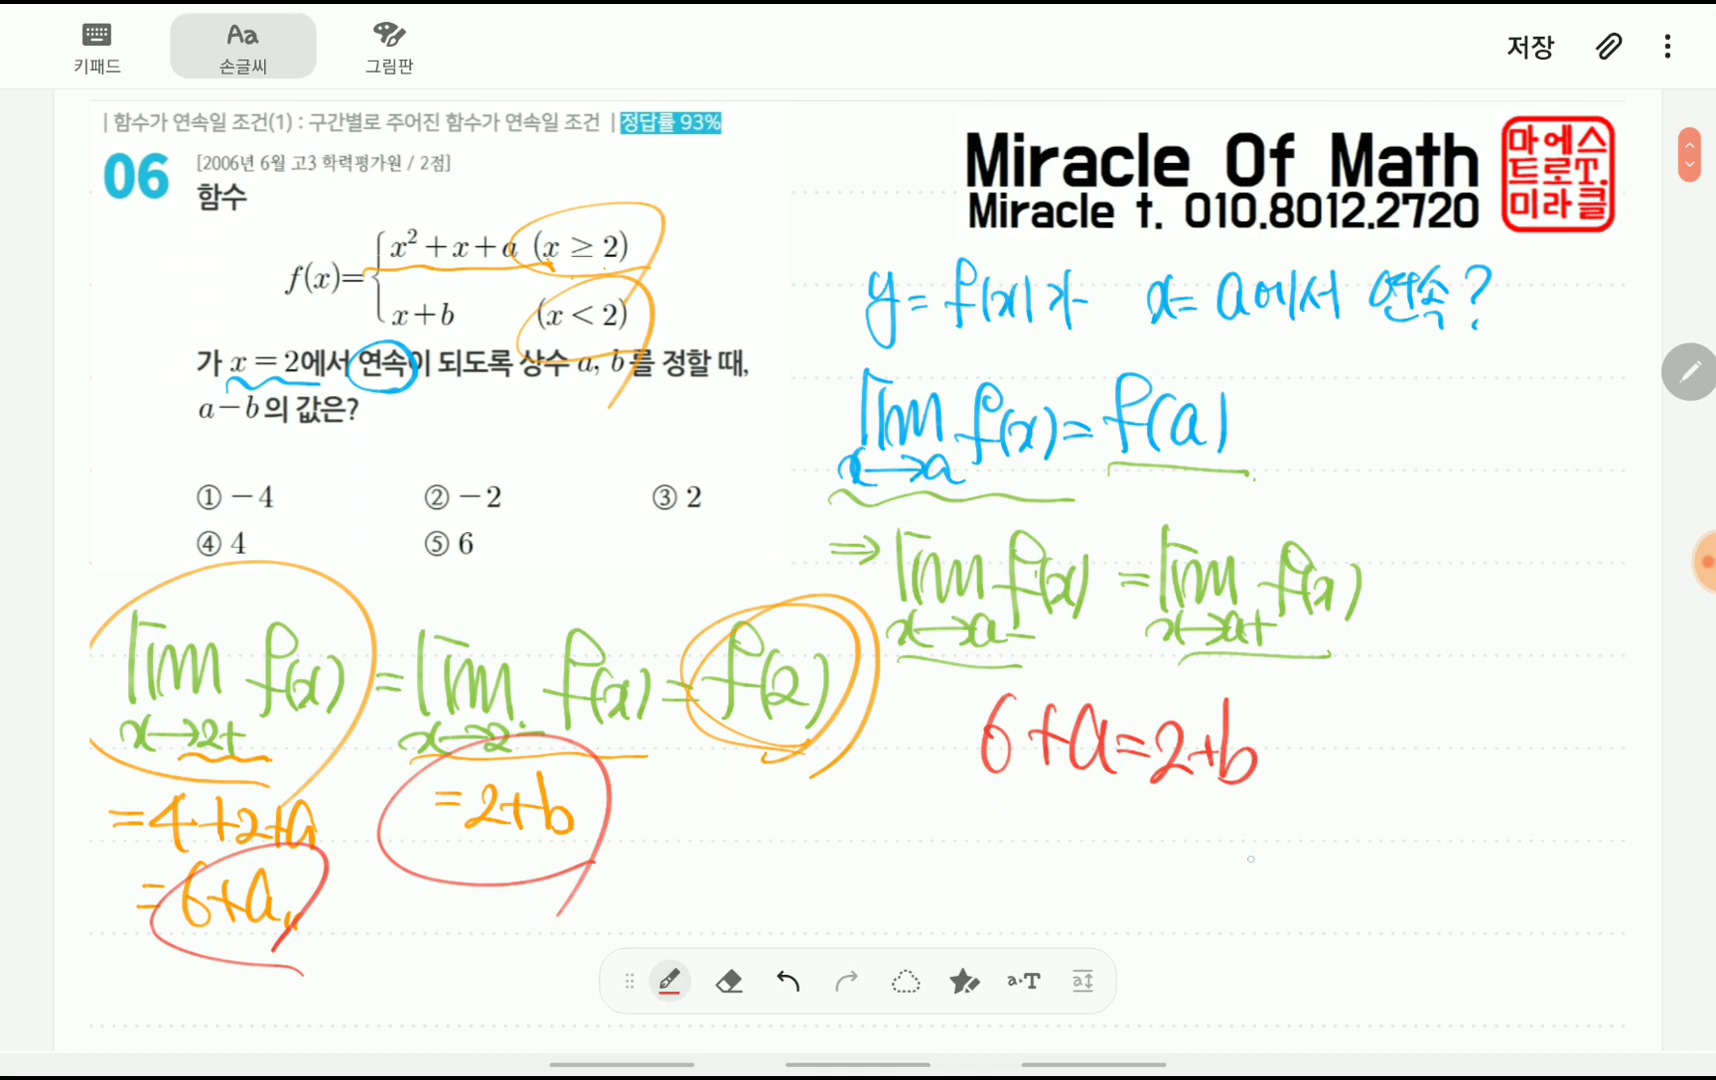 키패드
Aa
손글씨
그림판
저장
| 함수가 연속일 조건(1) : 구간별로 주어진 함수가 연속일 조건 | 정답률 93%
06
[2006년 6월 고3 학력평가원 / 2점]
함수
f(x)={ x²+x+a (x ≥ 2)
x+b (x < 2)
가 x = 2에서 연속이 되도록 상수 a, b를 정할 때,
a−b의 값은?
① −4 ② −2 ③ 2
④ 4 ⑤ 6
Miracle Of Math
Miracle t. 010.8012.2720
마에스
트로T.
미라클
y= f(x)가 x= a에서 연속?
lim f(x)= f(a)
x→a
⇒ lim f(x) = lim f(x)
x→a− x→a+
lim f(x) = lim f(x) = f(2)
x→2+ x→2−
=4+2+a
=6+a
= 2+b
6+a=2+b
a·T
a